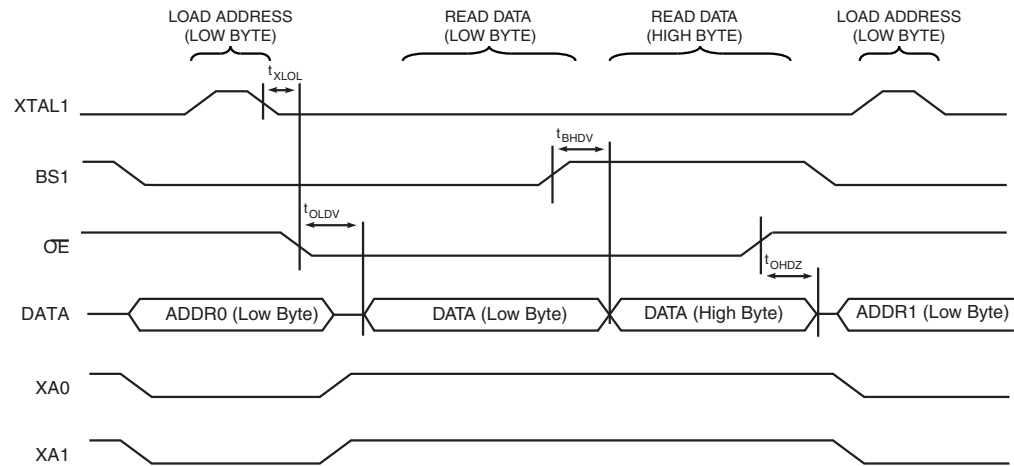 LOAD ADDRESS
(LOW BYTE)
READ DATA
(LOW BYTE)
READ DATA
(HIGH BYTE)
LOAD ADDRESS
(LOW BYTE)
tXLOL
XTAL1
tBHDV
BS1
tOLDV
OE
tOHDZ
DATA
ADDR0 (Low Byte)
DATA (Low Byte)
DATA (High Byte)
ADDR1 (Low Byte)
XA0
XA1